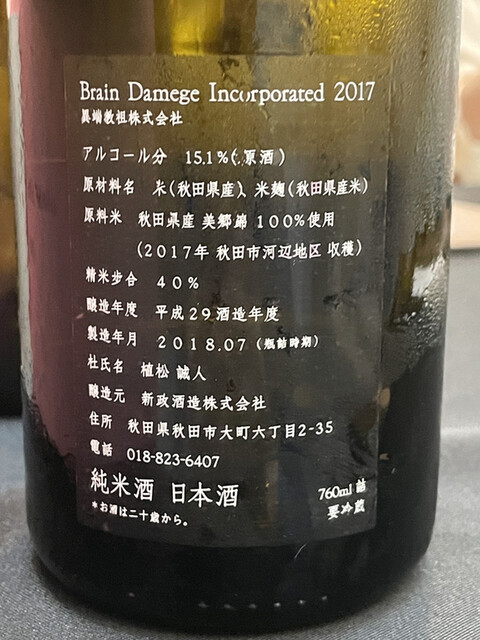 Brain Damege Incorporated 2017
異端教祖株式会社
アルコール分 15.1%(原酒)
原材料名 米(秋田県産)、米麹(秋田県産米)
原料米 秋田県産 美郷錦 100%使用
(2017年 秋田市河辺地区 収穫)
精米歩合 40%
醸造年度 平成29酒造年度
製造年月 2018.07 (瓶詰時期)
杜氏名 植松 誠人
醸造元 新政酒造株式会社
住所 秋田県秋田市大町六丁目2-35
電話 018-823-6407
純米酒 日本酒
760ml 詰
*お酒は二十歳から。
要冷蔵